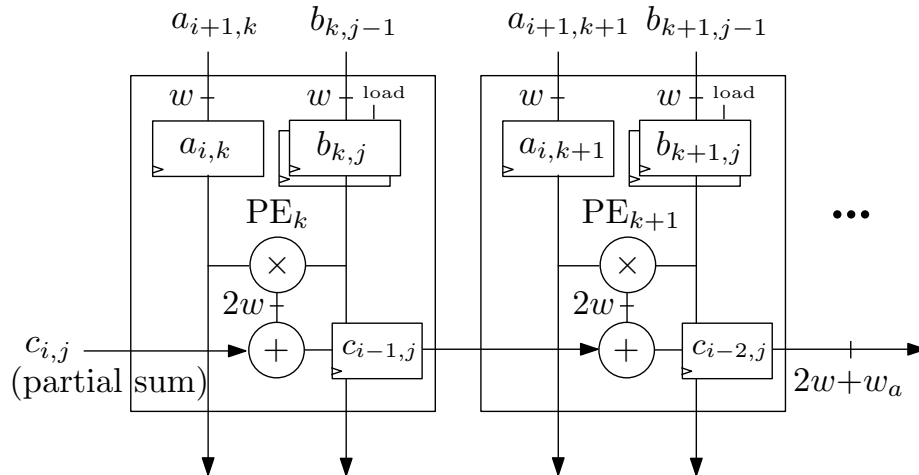 a_{i+1,k} b_{k,j−1} a_{i+1,k+1} b_{k+1,j−1}
w w load w w load
a_{i,k} b_{k,j} a_{i,k+1} b_{k+1,j}
PE_k PE_{k+1}
× ×
2w 2w
c_{i,j} + c_{i−1,j} + c_{i−2,j}
(partial sum) 2w+w_a